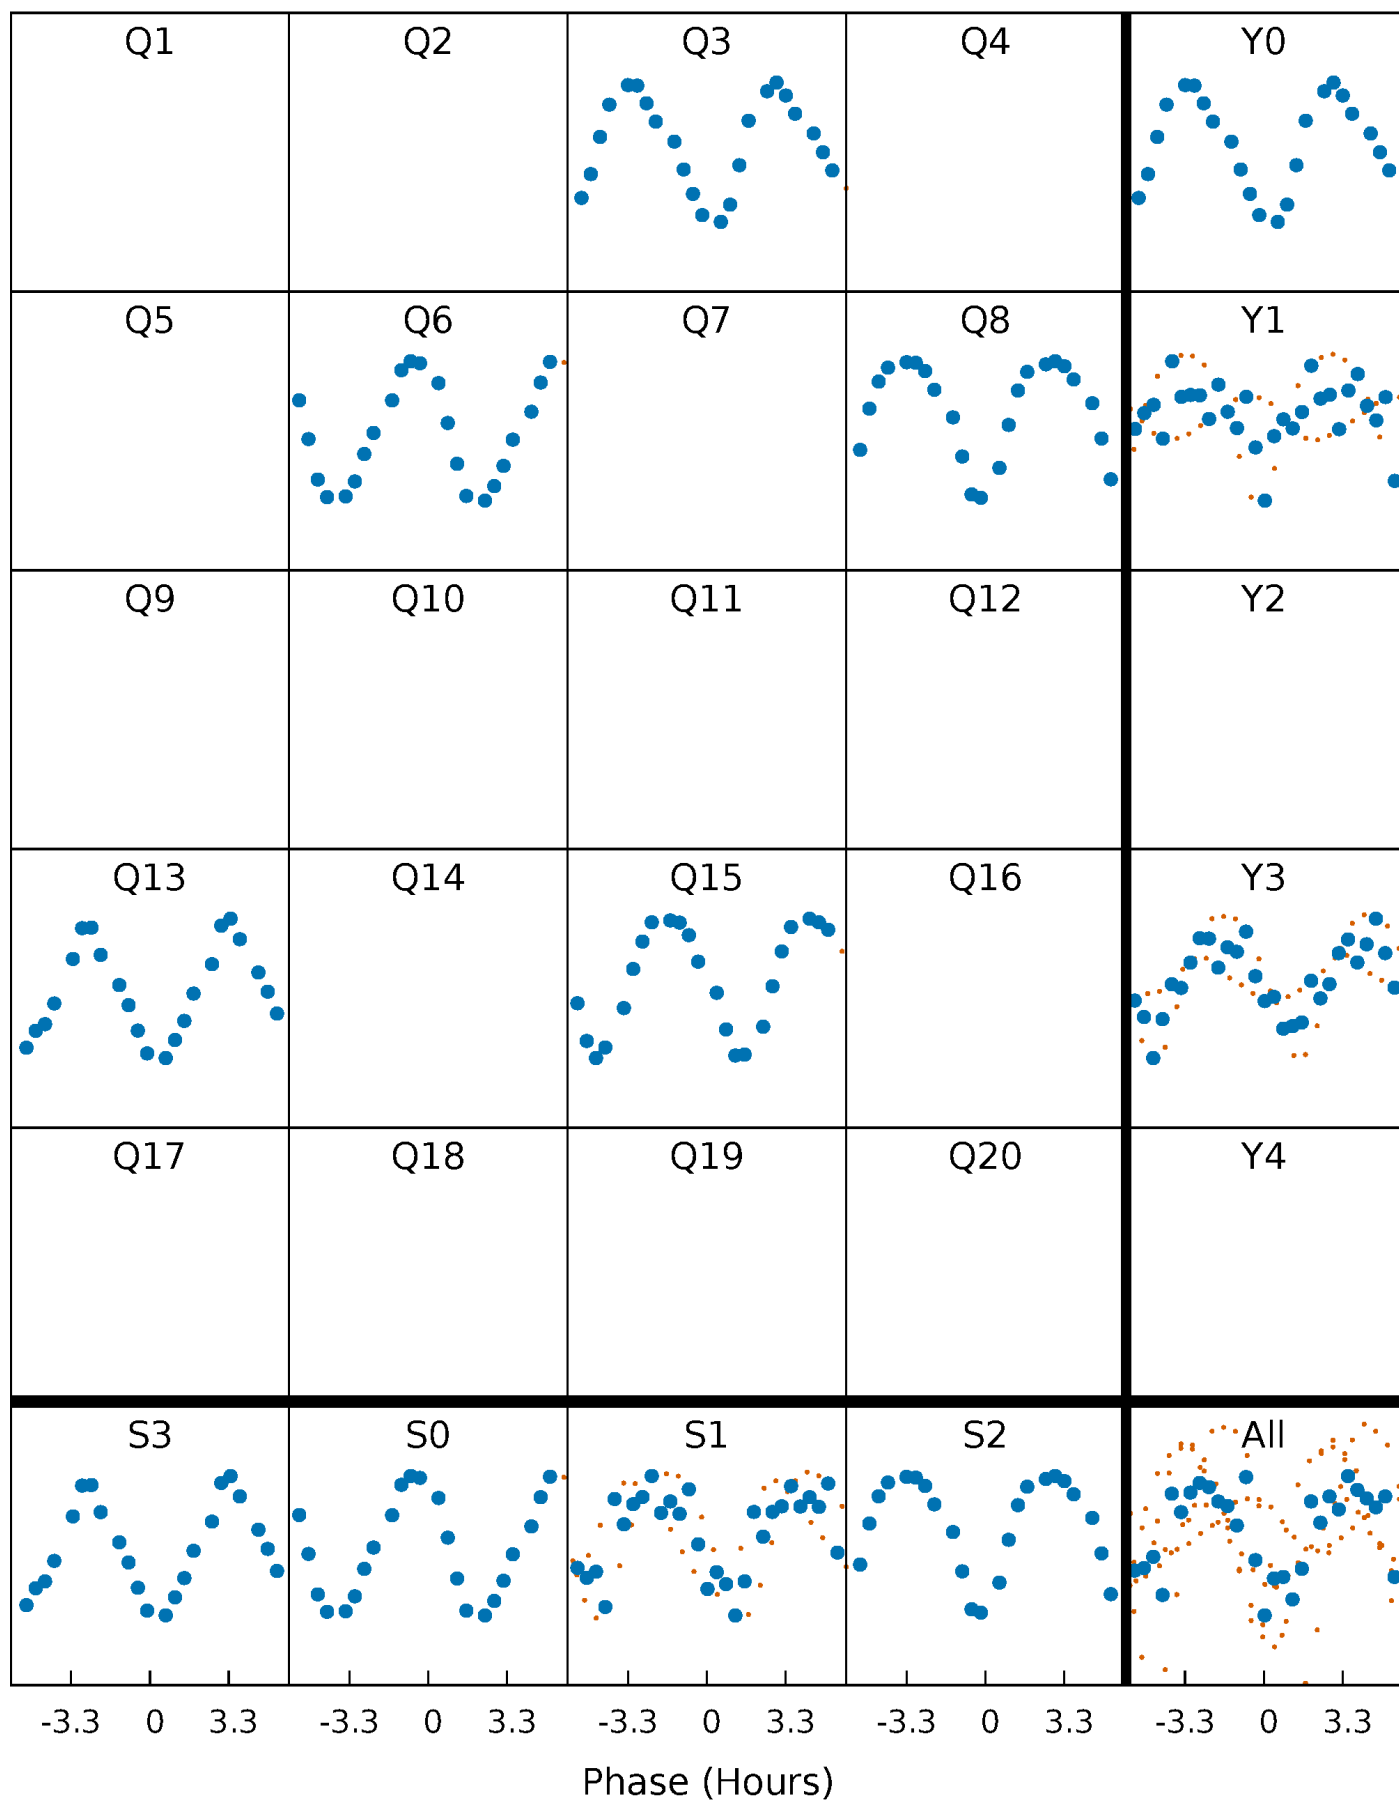 Q1 Q2 Q3 Q4 Y0
Q5 Q6 Q7 Q8 Y1
Q9 Q10 Q11 Q12 Y2
Q13 Q14 Q15 Q16 Y3
Q17 Q18 Q19 Q20 Y4
S3 S0 S1 S2 All
-3.3 0 3.3 -3.3 0 3.3 -3.3 0 3.3 -3.3 0 3.3 -3.3 0 3.3
Phase (Hours)